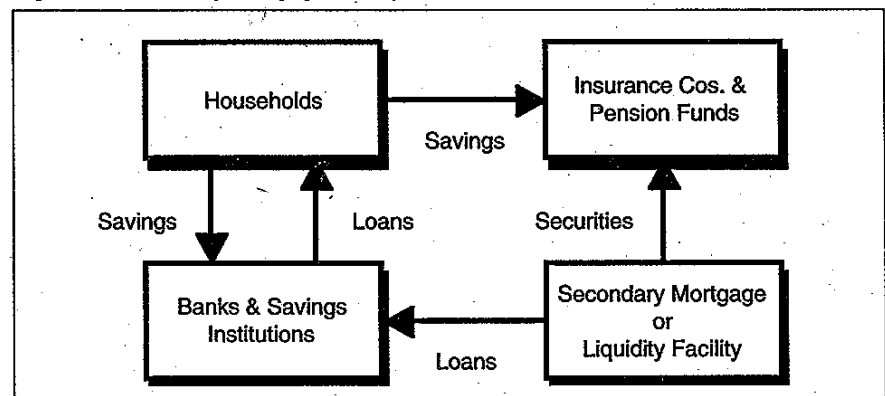 Households
Insurance Cos. &
Pension Funds
Savings
Savings
Loans
Securities
Banks & Savings
Institutions
Secondary Mortgage
or
Liquidity Facility
Loans